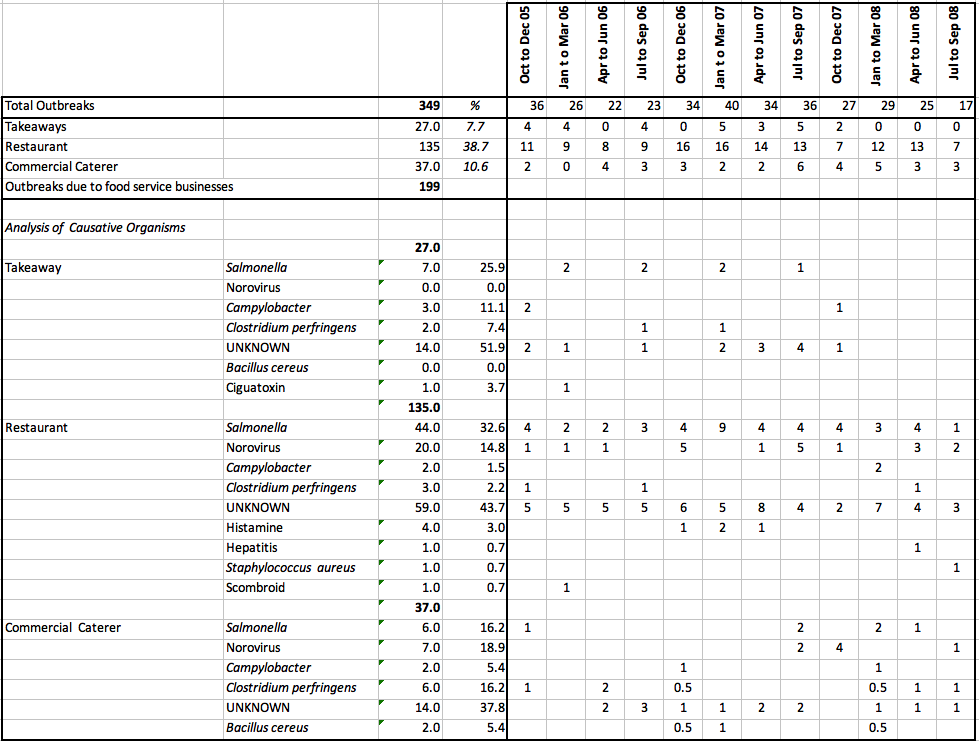 Oct to Dec 05 Jan t o Mar 06 Apr to Jun 06 Jul to Sep 06 Oct to Dec 06 Jan t o Mar 07 Apr to Jun 07 Jul to Sep 07 Oct to Dec 07 Jan to Mar 08 Apr to Jun 08 Jul to Sep 08
Total Outbreaks 349 % 36 26 22 23 34 40 34 36 27 29 25 17
Takeaways 27.0 7.7 4 4 0 4 0 5 3 5 2 0 0 0
Restaurant 135 38.7 11 9 8 9 16 16 14 13 7 12 13 7
Commercial Caterer 37.0 10.6 2 0 4 3 3 2 2 6 4 5 3 3
Outbreaks due to food service businesses 199
Analysis of Causative Organisms
27.0
Takeaway Salmonella 7.0 25.9 2 2 2 1
Norovirus 0.0 0.0
Campylobacter 3.0 11.1 2 1
Clostridium perfringens 2.0 7.4 1 1
UNKNOWN 14.0 51.9 2 1 1 2 3 4 1
Bacillus cereus 0.0 0.0
Ciguatoxin 1.0 3.7 1
135.0
Restaurant Salmonella 44.0 32.6 4 2 2 3 4 9 4 4 4 3 4 1
Norovirus 20.0 14.8 1 1 1 5 1 5 1 3 2
Campylobacter 2.0 1.5 2
Clostridium perfringens 3.0 2.2 1 1 1
UNKNOWN 59.0 43.7 5 5 5 5 6 5 8 4 2 7 4 3
Histamine 4.0 3.0 1 2 1
Hepatitis 1.0 0.7 1
Staphylococcus aureus 1.0 0.7 1
Scombroid 1.0 0.7 1
37.0
Commercial Caterer Salmonella 6.0 16.2 1 2 2 1
Norovirus 7.0 18.9 2 4 1
Campylobacter 2.0 5.4 1 1
Clostridium perfringens 6.0 16.2 1 2 0.5 0.5 1 1
UNKNOWN 14.0 37.8 2 3 1 1 2 2 1 1 1
Bacillus cereus 2.0 5.4 0.5 1 0.5